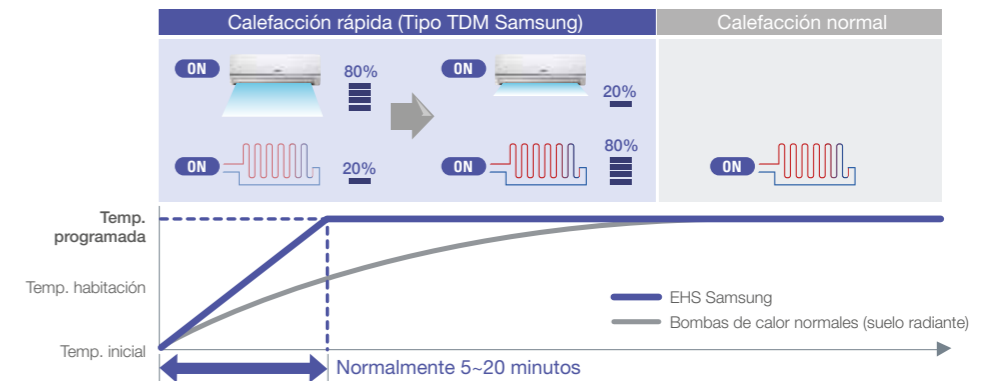 Calefacción rápida (Tipo TDM Samsung)
Calefacción normal
ON
80%
ON
20%
ON
20%
ON
80%
ON
Temp.
programada
Temp. habitación
Temp. inicial
EHS Samsung
Bombas de calor normales (suelo radiante)
Normalmente 5~20 minutos